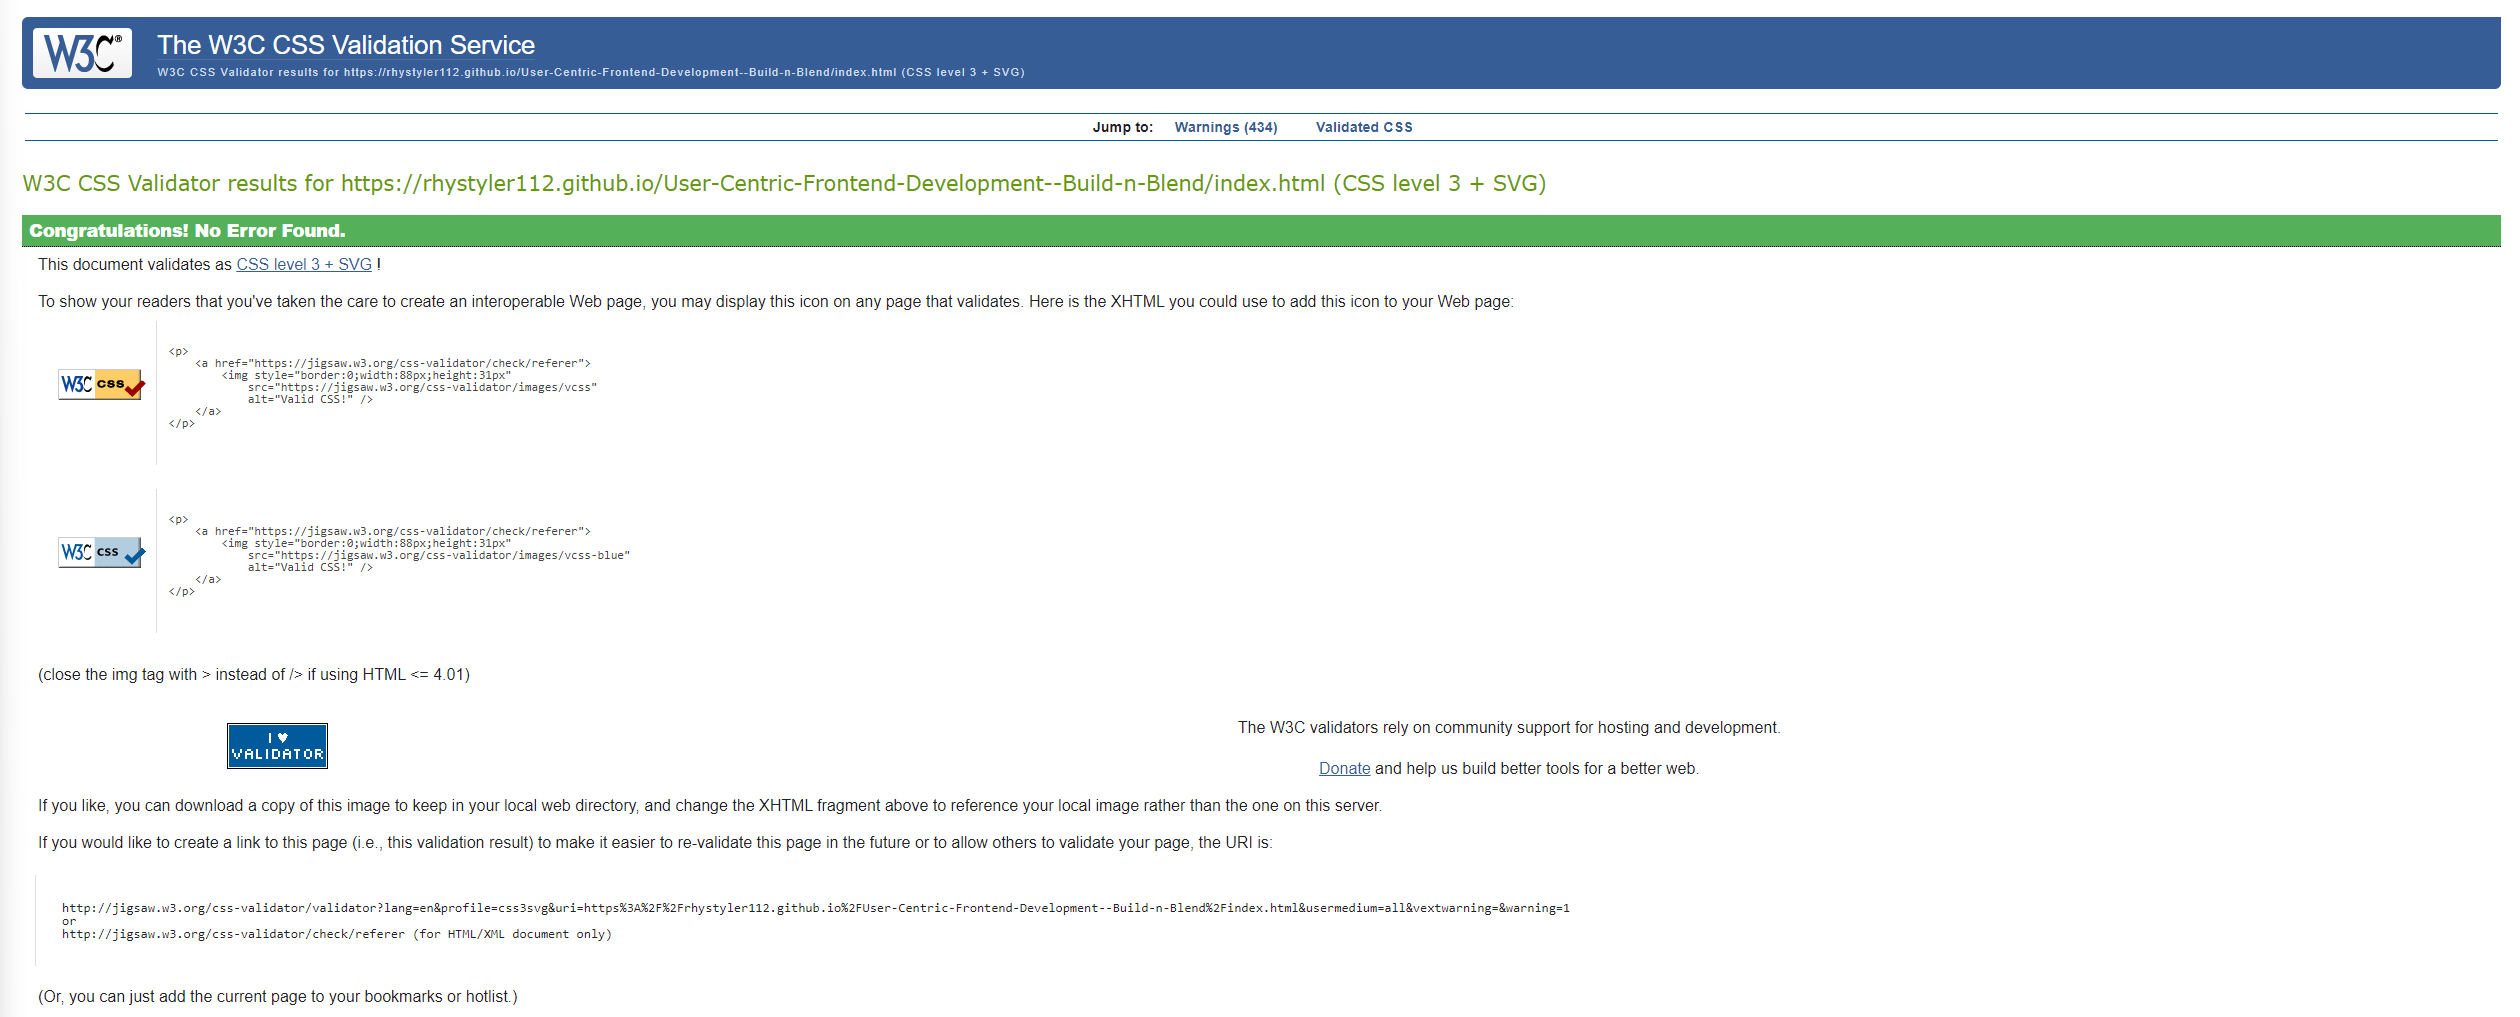 W3C®
The W3C CSS Validation Service
W3C CSS Validator results for https://rhystyler112.github.io/User-Centric-Frontend-Development--Build-n-Blend/index.html (CSS level 3 + SVG)
Jump to: Warnings (434) Validated CSS
W3C CSS Validator results for https://rhystyler112.github.io/User-Centric-Frontend-Development--Build-n-Blend/index.html (CSS level 3 + SVG)
Congratulations! No Error Found.
This document validates as CSS level 3 + SVG !
To show your readers that you've taken the care to create an interoperable Web page, you may display this icon on any page that validates. Here is the XHTML you could use to add this icon to your Web page:
W3C css
<p>
<a href="https://jigsaw.w3.org/css-validator/check/referer">
<img style="border:0;width:88px;height:31px"
src="https://jigsaw.w3.org/css-validator/images/vcss"
alt="Valid CSS!" />
</a>
</p>
W3C css
<p>
<a href="https://jigsaw.w3.org/css-validator/check/referer">
<img style="border:0;width:88px;height:31px"
src="https://jigsaw.w3.org/css-validator/images/vcss-blue"
alt="Valid CSS!" />
</a>
</p>
(close the img tag with > instead of /> if using HTML <= 4.01)
I ♥
VALIDATOR
The W3C validators rely on community support for hosting and development.
Donate and help us build better tools for a better web.
If you like, you can download a copy of this image to keep in your local web directory, and change the XHTML fragment above to reference your local image rather than the one on this server.
If you would like to create a link to this page (i.e., this validation result) to make it easier to re-validate this page in the future or to allow others to validate your page, the URI is:
http://jigsaw.w3.org/css-validator/validator?lang=en&profile=css3svg&uri=https%3A%2F%2Frhystyler112.github.io%2FUser-Centric-Frontend-Development--Build-n-Blend%2Findex.html&usermedium=all&vextwarning=&warning=1
or
http://jigsaw.w3.org/css-validator/check/referer (for HTML/XML document only)
(Or, you can just add the current page to your bookmarks or hotlist.)